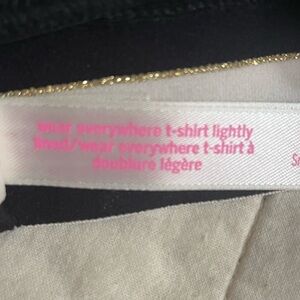 wear everywhere t-shirt lightly
lined/wear everywhere t-shirt à
doublure légère